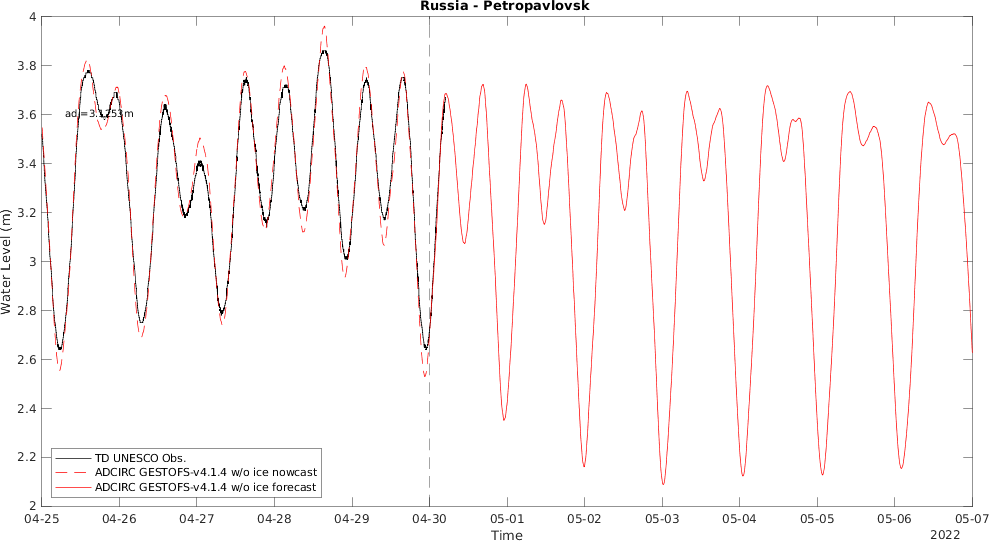 Russia - Petropavlovsk
Water Level (m)
4
3.8
3.6
3.4
3.2
3
2.8
2.6
2.4
2.2
2
adj=3.1253m
TD UNESCO Obs.
ADCIRC GESTOFS-v4.1.4 w/o ice nowcast
ADCIRC GESTOFS-v4.1.4 w/o ice forecast
04-25 04-26 04-27 04-28 04-29 04-30 05-01 05-02 05-03 05-04 05-05 05-06 05-07
Time
2022